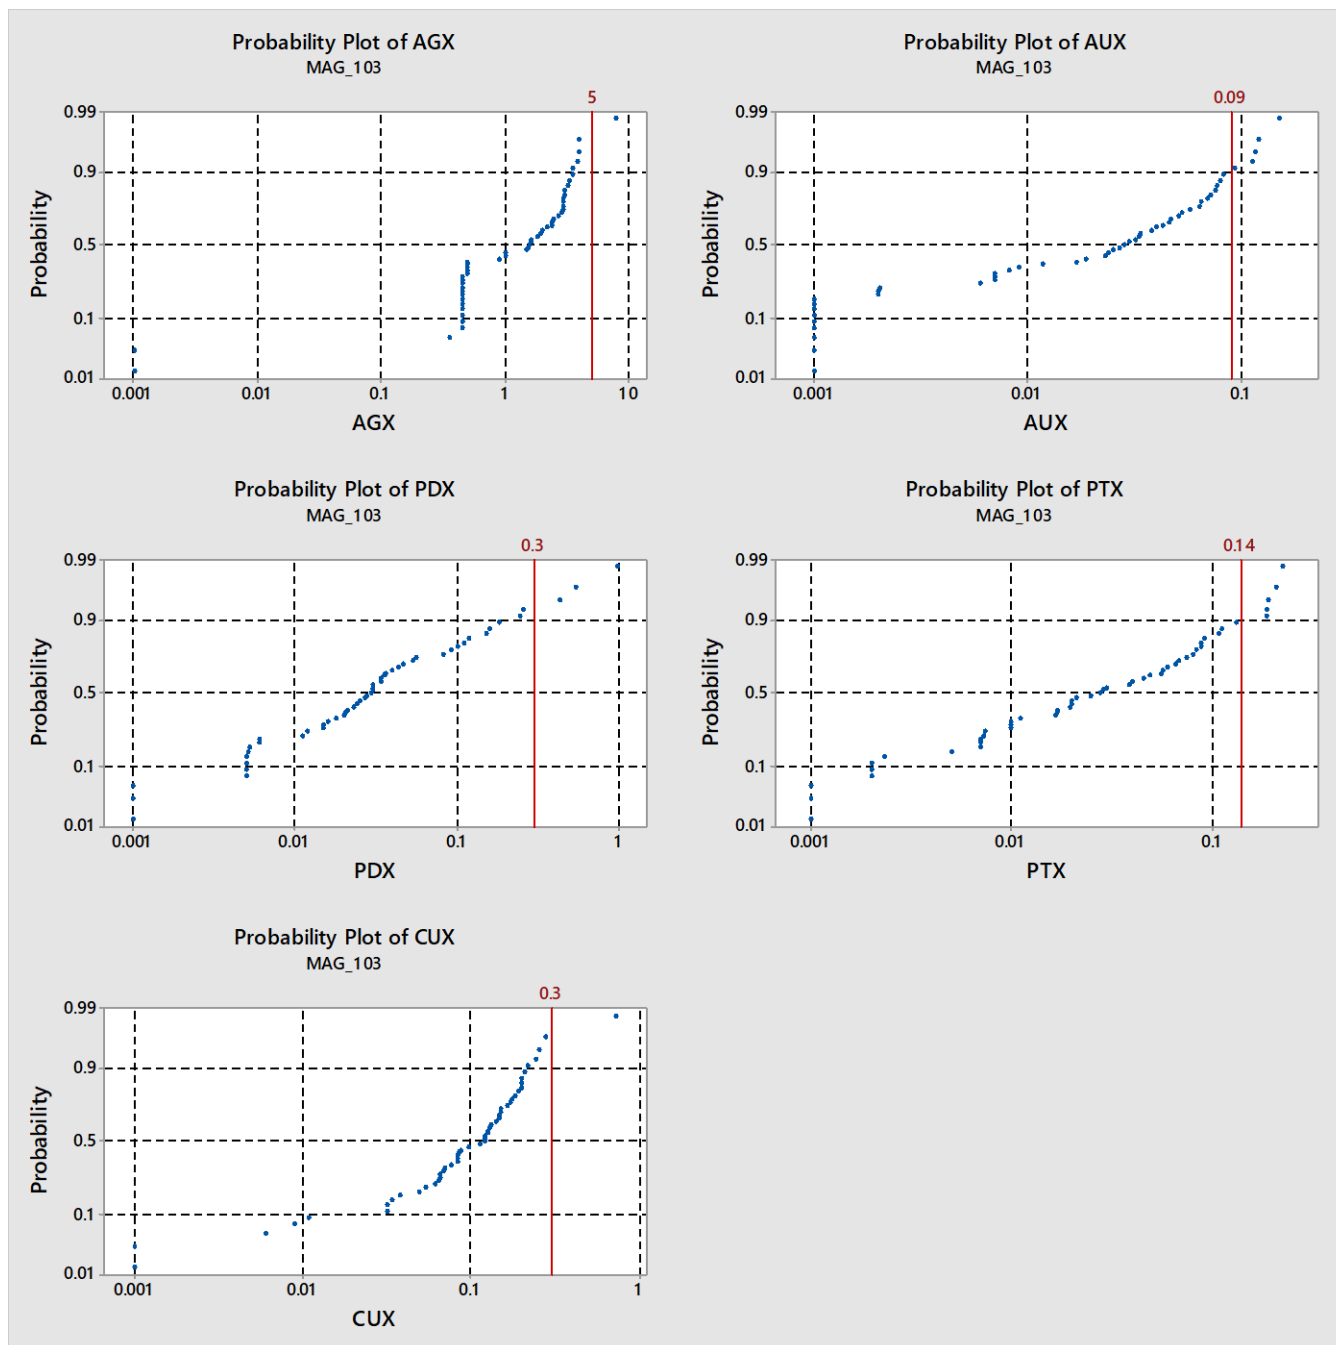 Probability Plot of AGX
MAG_103
5
0.99
0.9
0.5
0.1
0.01
Probability
0.001
0.01
0.1
1
10
AGX
Probability Plot of AUX
MAG_103
0.09
0.99
0.9
0.5
0.1
0.01
Probability
0.001
0.01
0.1
AUX
Probability Plot of PDX
MAG_103
0.3
0.99
0.9
0.5
0.1
0.01
Probability
0.001
0.01
0.1
1
PDX
Probability Plot of PTX
MAG_103
0.14
0.99
0.9
0.5
0.1
0.01
Probability
0.001
0.01
0.1
PTX
Probability Plot of CUX
MAG_103
0.3
0.99
0.9
0.5
0.1
0.01
Probability
0.001
0.01
0.1
1
CUX